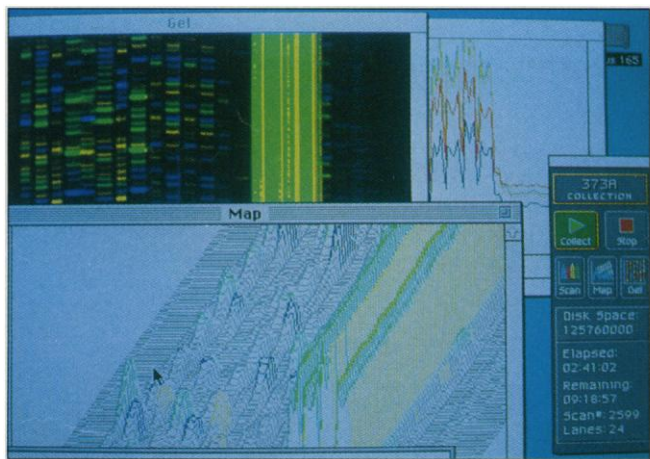 Gel
Map
373A
COLLECTION
Collect
Stop
Scan
Map
Gel
Disk Space:
125760000
Elapsed:
02:41:02
Remaining:
09:18:57
Scan#: 2599
Lanes: 24
165